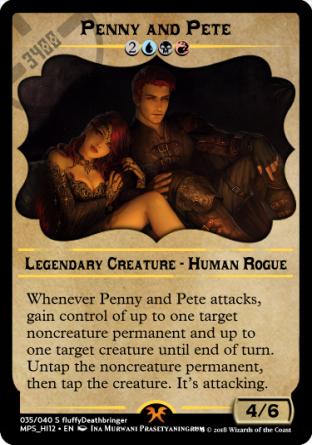 Penny and Pete
2
Legendary Creature - Human Rogue
Whenever Penny and Pete attacks,
gain control of up to one target
noncreature permanent and up to
one target creature until end of turn.
Untap the noncreature permanent,
then tap the creature. It's attacking.
4/6
035/040 S fluffyDeathbringer
MPS_HI12 • EN Ina Murwani Prasetyaningrum
© 2018 Wizards of the Coast